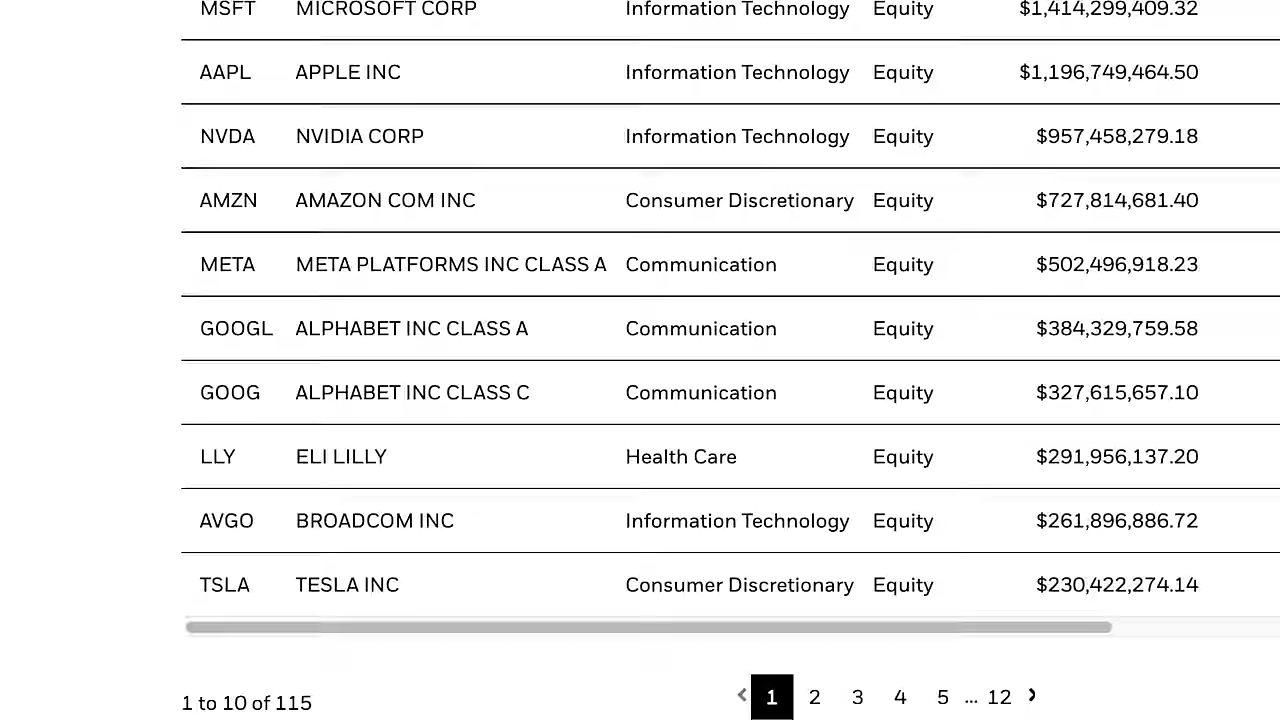 MSFT MICROSOFT CORP Information Technology Equity $1,414,299,409.32
AAPL APPLE INC Information Technology Equity $1,196,749,464.50
NVDA NVIDIA CORP Information Technology Equity $957,458,279.18
AMZN AMAZON COM INC Consumer Discretionary Equity $727,814,681.40
META META PLATFORMS INC CLASS A Communication Equity $502,496,918.23
GOOGL ALPHABET INC CLASS A Communication Equity $384,329,759.58
GOOG ALPHABET INC CLASS C Communication Equity $327,615,657.10
LLY ELI LILLY Health Care Equity $291,956,137.20
AVGO BROADCOM INC Information Technology Equity $261,896,886.72
TSLA TESLA INC Consumer Discretionary Equity $230,422,274.14
1 to 10 of 115 ‹ 1 2 3 4 5 ... 12 ›